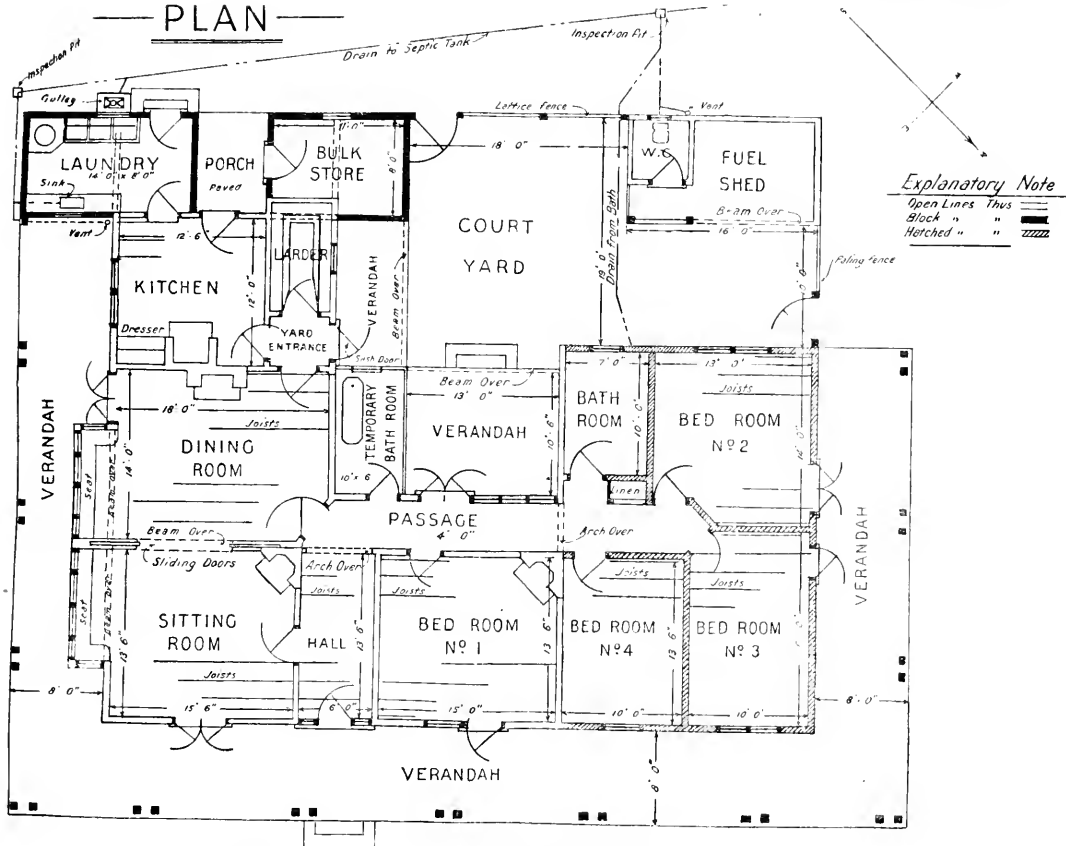 PLAN
Inspection Pit
Drain to Septic Tank
Inspection Pit
Gulley
Lattice Fence
Vent
LAUNDRY
14' 0" x 8' 0"
Sink
Vent
PORCH
Paved
11' 0"
BULK
STORE
8' 0"
18' 0"
COURT
YARD
19' 0"
Drain from Bath
W.C
FUEL
SHED
Beam Over
16' 0"
Paling fence
Explanatory Note
Open Lines Thus
Block " "
Hatched " "
12' 6"
KITCHEN
12' 0"
Dresser
LARDER
YARD
ENTRANCE
VERANDAH
Beam Over
Sash Door
VERANDAH
18' 0"
Joists
DINING
ROOM
14' 0"
Seat
TEMPORARY
BATH ROOM
10' x 6
Beam Over
13' 0"
VERANDAH
10' 6"
7' 0"
BATH
ROOM
10' 0"
Linen
13' 0"
Joists
BED ROOM
Nº 2
PASSAGE
4' 0"
Arch Over
Beam Over
Sliding Doors
Seat
SITTING
ROOM
13' 6"
Joists
15' 6"
Arch Over
Joists
HALL
13' 6"
6' 0"
Joists
BED ROOM
Nº 1
13' 6"
15' 0"
Joists
BED ROOM
Nº 4
13' 6"
10' 0"
Joists
BED ROOM
Nº 3
10' 0"
VERANDAH
8' 0"
8' 0"
VERANDAH
8' 0"